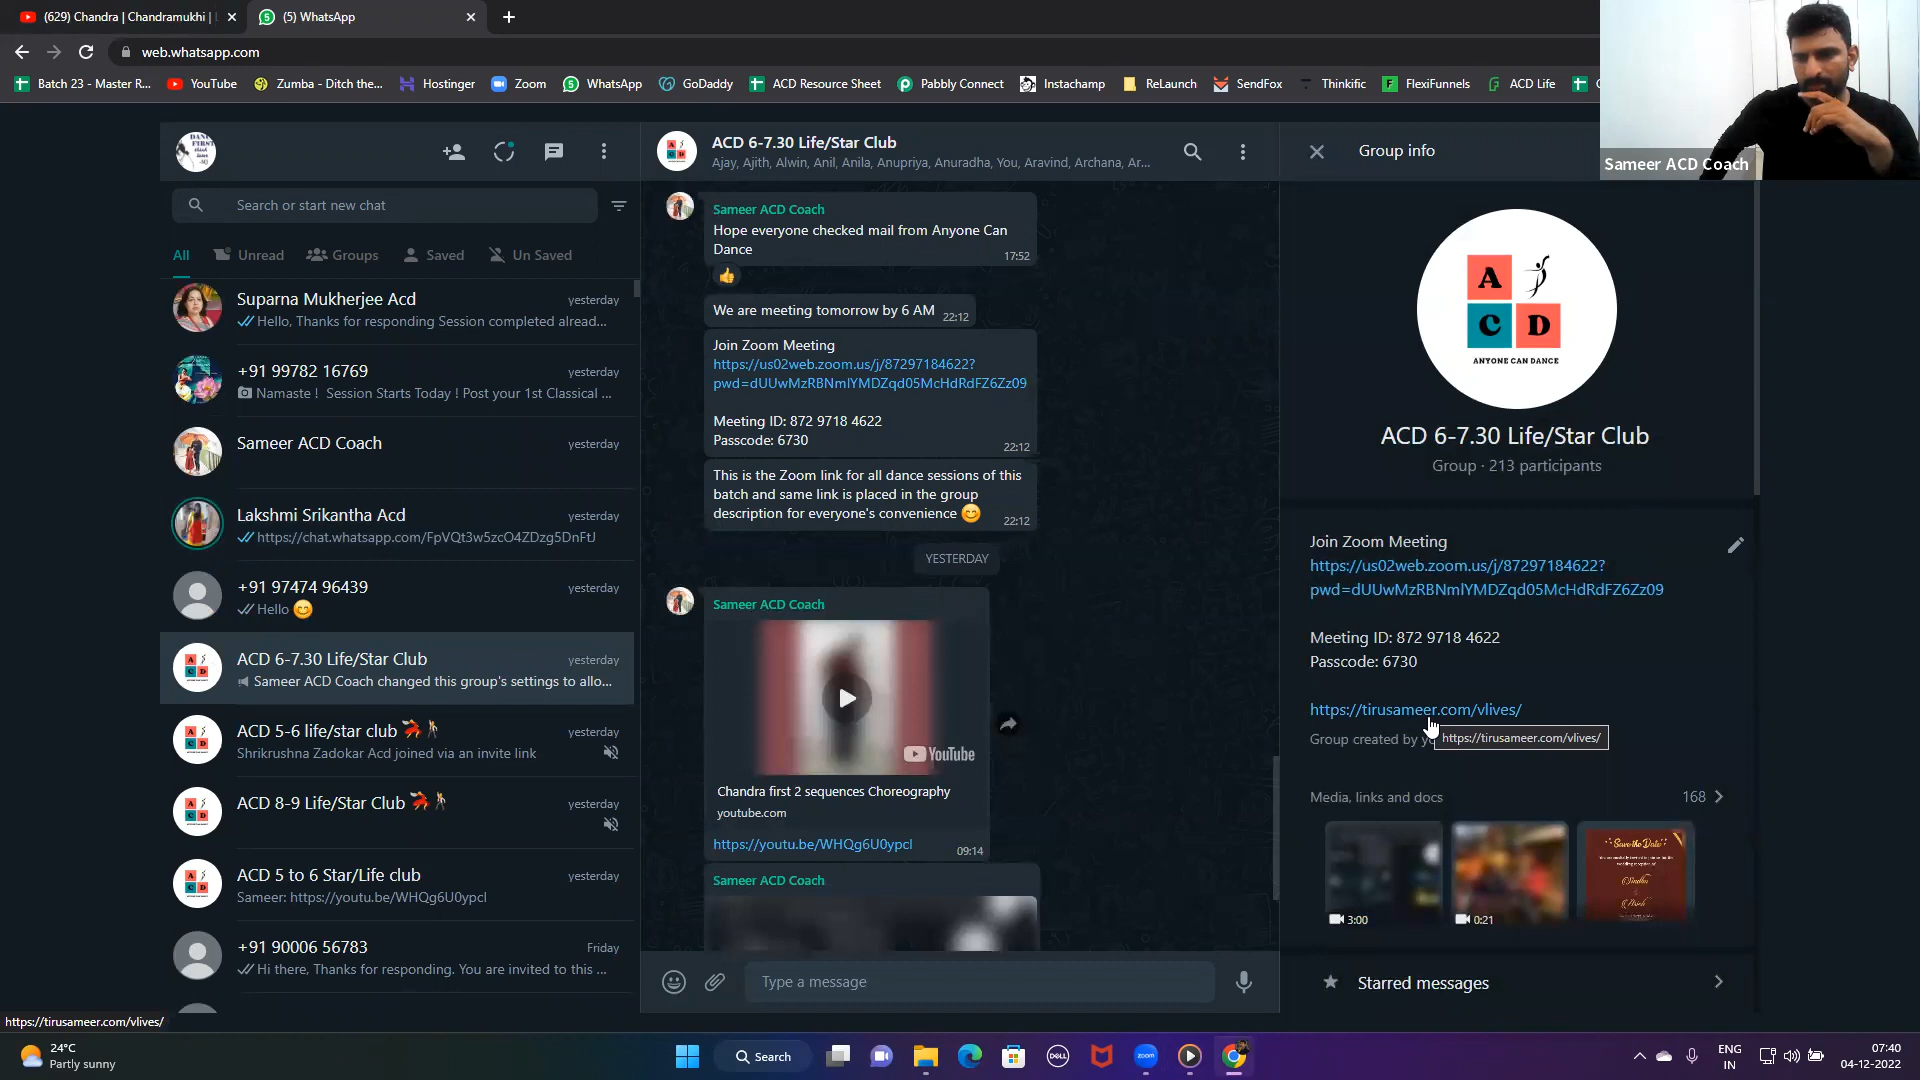 (629) Chandra | Chandramukhi |
(5) WhatsApp
web.whatsapp.com
Batch 23 - Master R...
YouTube
Zumba - Ditch the...
Hostinger
Zoom
WhatsApp
GoDaddy
ACD Resource Sheet
Pabbly Connect
Instachamp
ReLaunch
SendFox
Thinkific
FlexiFunnels
ACD Life
Sameer ACD Coach
Search or start new chat
All
Unread
Groups
Saved
Un Saved
Suparna Mukherjee Acd
yesterday
Hello, Thanks for responding Session completed alread...
+91 99782 16769
yesterday
Namaste ! Session Starts Today ! Post your 1st Classical ...
Sameer ACD Coach
yesterday
Lakshmi Srikantha Acd
yesterday
https://chat.whatsapp.com/FpVQt3w5zcO4ZDzg5DnFtJ
+91 97474 96439
yesterday
Hello 😊
ACD 6-7.30 Life/Star Club
yesterday
Sameer ACD Coach changed this group's settings to allo...
ACD 5-6 life/star club 💃🕺
yesterday
Shrikrushna Zadokar Acd joined via an invite link
ACD 8-9 Life/Star Club 💃🕺
yesterday
ACD 5 to 6 Star/Life club
yesterday
Sameer: https://youtu.be/WHQg6U0ypcI
+91 90006 56783
Friday
Hi there, Thanks for responding. You are invited to this ...
https://tirusameer.com/vlives/
ACD 6-7.30 Life/Star Club
Ajay, Ajith, Alwin, Anil, Anila, Anupriya, Anuradha, You, Aravind, Archana, Ar...
Sameer ACD Coach
Hope everyone checked mail from Anyone Can
Dance
17:52
👍
We are meeting tomorrow by 6 AM
22:12
Join Zoom Meeting
https://us02web.zoom.us/j/87297184622?
pwd=dUUwMzRBNmlYMDZqd05McHdRdFZ6Zz09
Meeting ID: 872 9718 4622
Passcode: 6730
22:12
This is the Zoom link for all dance sessions of this
batch and same link is placed in the group
description for everyone's convenience 😊
22:12
YESTERDAY
Sameer ACD Coach
YouTube
Chandra first 2 sequences Choreography
youtube.com
https://youtu.be/WHQg6U0ypcI
09:14
Sameer ACD Coach
Type a message
Group info
A
C D
ANYONE CAN DANCE
ACD 6-7.30 Life/Star Club
Group · 213 participants
Join Zoom Meeting
https://us02web.zoom.us/j/87297184622?
pwd=dUUwMzRBNmlYMDZqd05McHdRdFZ6Zz09
Meeting ID: 872 9718 4622
Passcode: 6730
https://tirusameer.com/vlives/
Group created by
https://tirusameer.com/vlives/
Media, links and docs
168
3:00
0:21
Save the Date
Starred messages
24°C
Partly sunny
Search
DELL
zoom
ENG
IN
07:40
04-12-2022